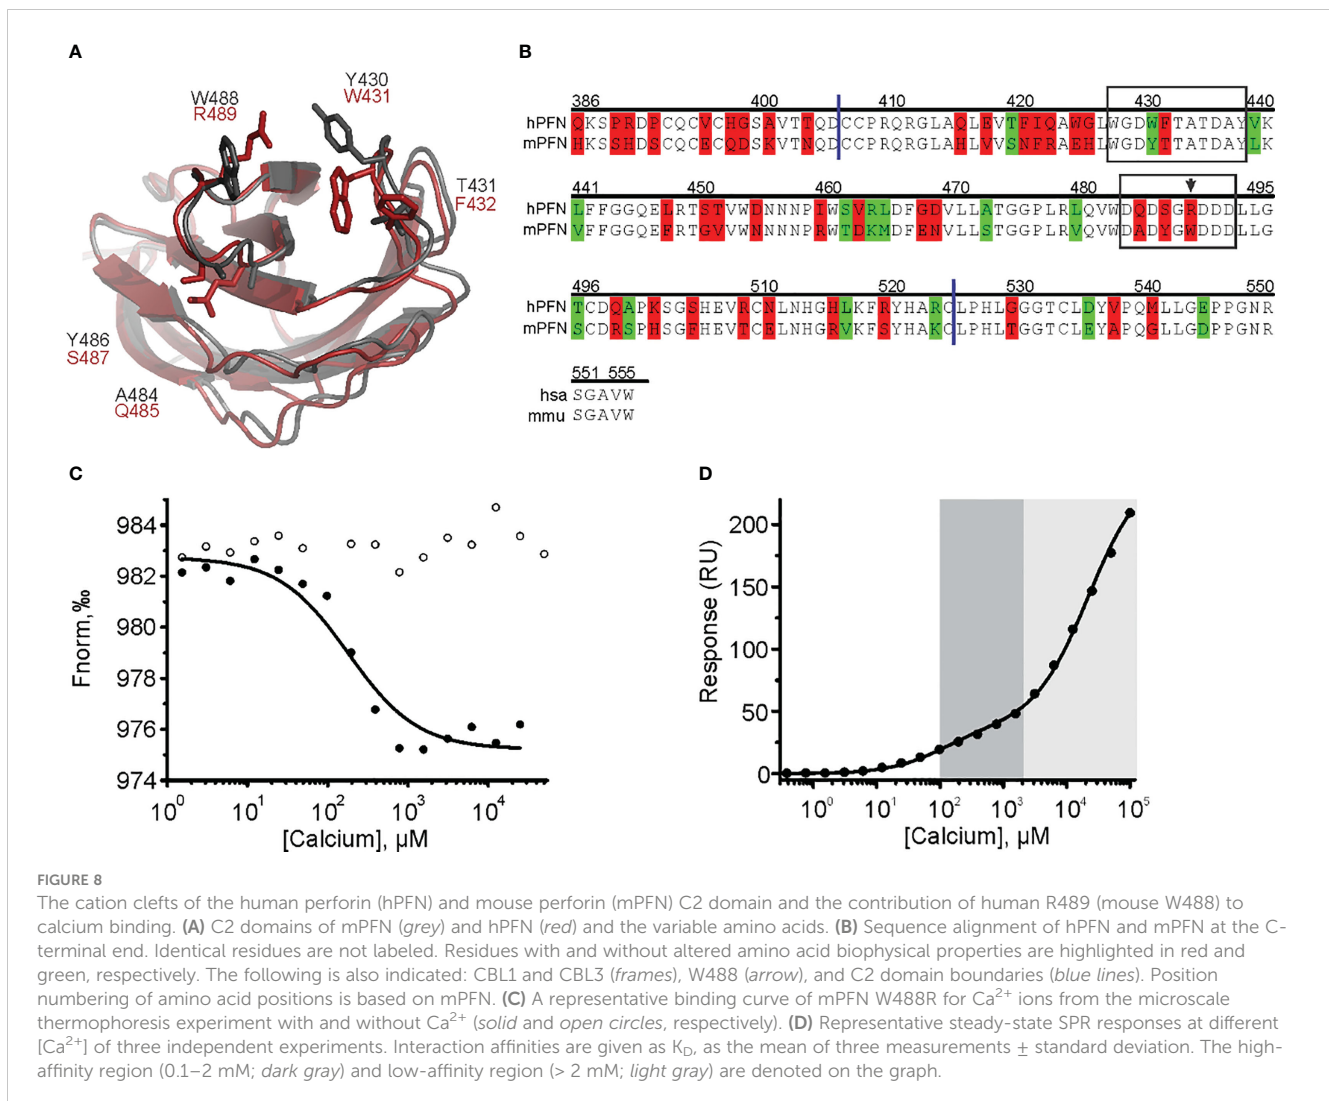 A
W488
R489
Y430
W431
T431
F432
Y486
S487
A484
Q485
B
386 400 410 420 430 440
hPFN QKSPRDPCQCVCHGSAVTTQDCCPRQRGLAQLEVTFIQAWGLWGDWFTATDAYVK
mPFN HKSSHDSCQCECQDSKVTNQDCCPRQRGLAHLVVSNFRAEHLWGDYTTATDAYLK
441 450 460 470 480 495
hPFN LFFGGQELRTSTVWDNNNPIWSVRLDFGDVLLATGGPLRLQVWDQDSGRDDDLLG
mPFN VFFGGQEFRTGVVWNNNNPRWTDKMDFENVLLSTGGPLRVQVWDADYGWDDDLLG
496 510 520 530 540 550
hPFN TCDQAPKSGSHEVRCNLNHGHLKFRYHARCLPHLGGGTCLDYVPQMLLGEPPGNR
mPFN SCDRSPHSGFHEVTCELNHGRVKFSYHAKCLPHLTGGTCLEYAPQGLLGDPPGNR
551 555
hsa SGAVW
mmu SGAVW
C
984
982
980
978
976
974
Fnorm,‰
10⁰ 10¹ 10² 10³ 10⁴
[Calcium], µM
D
200
150
100
50
0
Response (RU)
10⁰ 10¹ 10² 10³ 10⁴ 10⁵
[Calcium], µM
FIGURE 8
The cation clefts of the human perforin (hPFN) and mouse perforin (mPFN) C2 domain and the contribution of human R489 (mouse W488) to
calcium binding. (A) C2 domains of mPFN (grey) and hPFN (red) and the variable amino acids. (B) Sequence alignment of hPFN and mPFN at the C-
terminal end. Identical residues are not labeled. Residues with and without altered amino acid biophysical properties are highlighted in red and
green, respectively. The following is also indicated: CBL1 and CBL3 (frames), W488 (arrow), and C2 domain boundaries (blue lines). Position
numbering of amino acid positions is based on mPFN. (C) A representative binding curve of mPFN W488R for Ca²⁺ ions from the microscale
thermophoresis experiment with and without Ca²⁺ (solid and open circles, respectively). (D) Representative steady-state SPR responses at different
[Ca²⁺] of three independent experiments. Interaction affinities are given as K_D, as the mean of three measurements ± standard deviation. The high-
affinity region (0.1–2 mM; dark gray) and low-affinity region (> 2 mM; light gray) are denoted on the graph.